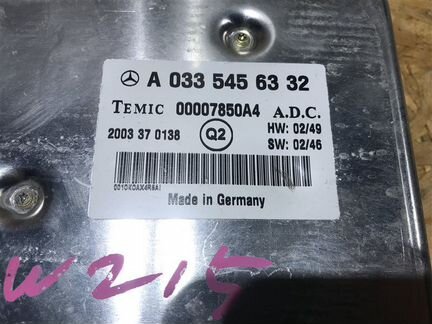 A 033 545 63 32
TEMIC 00007850A4 A.D.C.
2003 37 0138 Q2 HW: 02/49
SW: 02/46
0010X0AX4R8AI
Made in Germany
W215